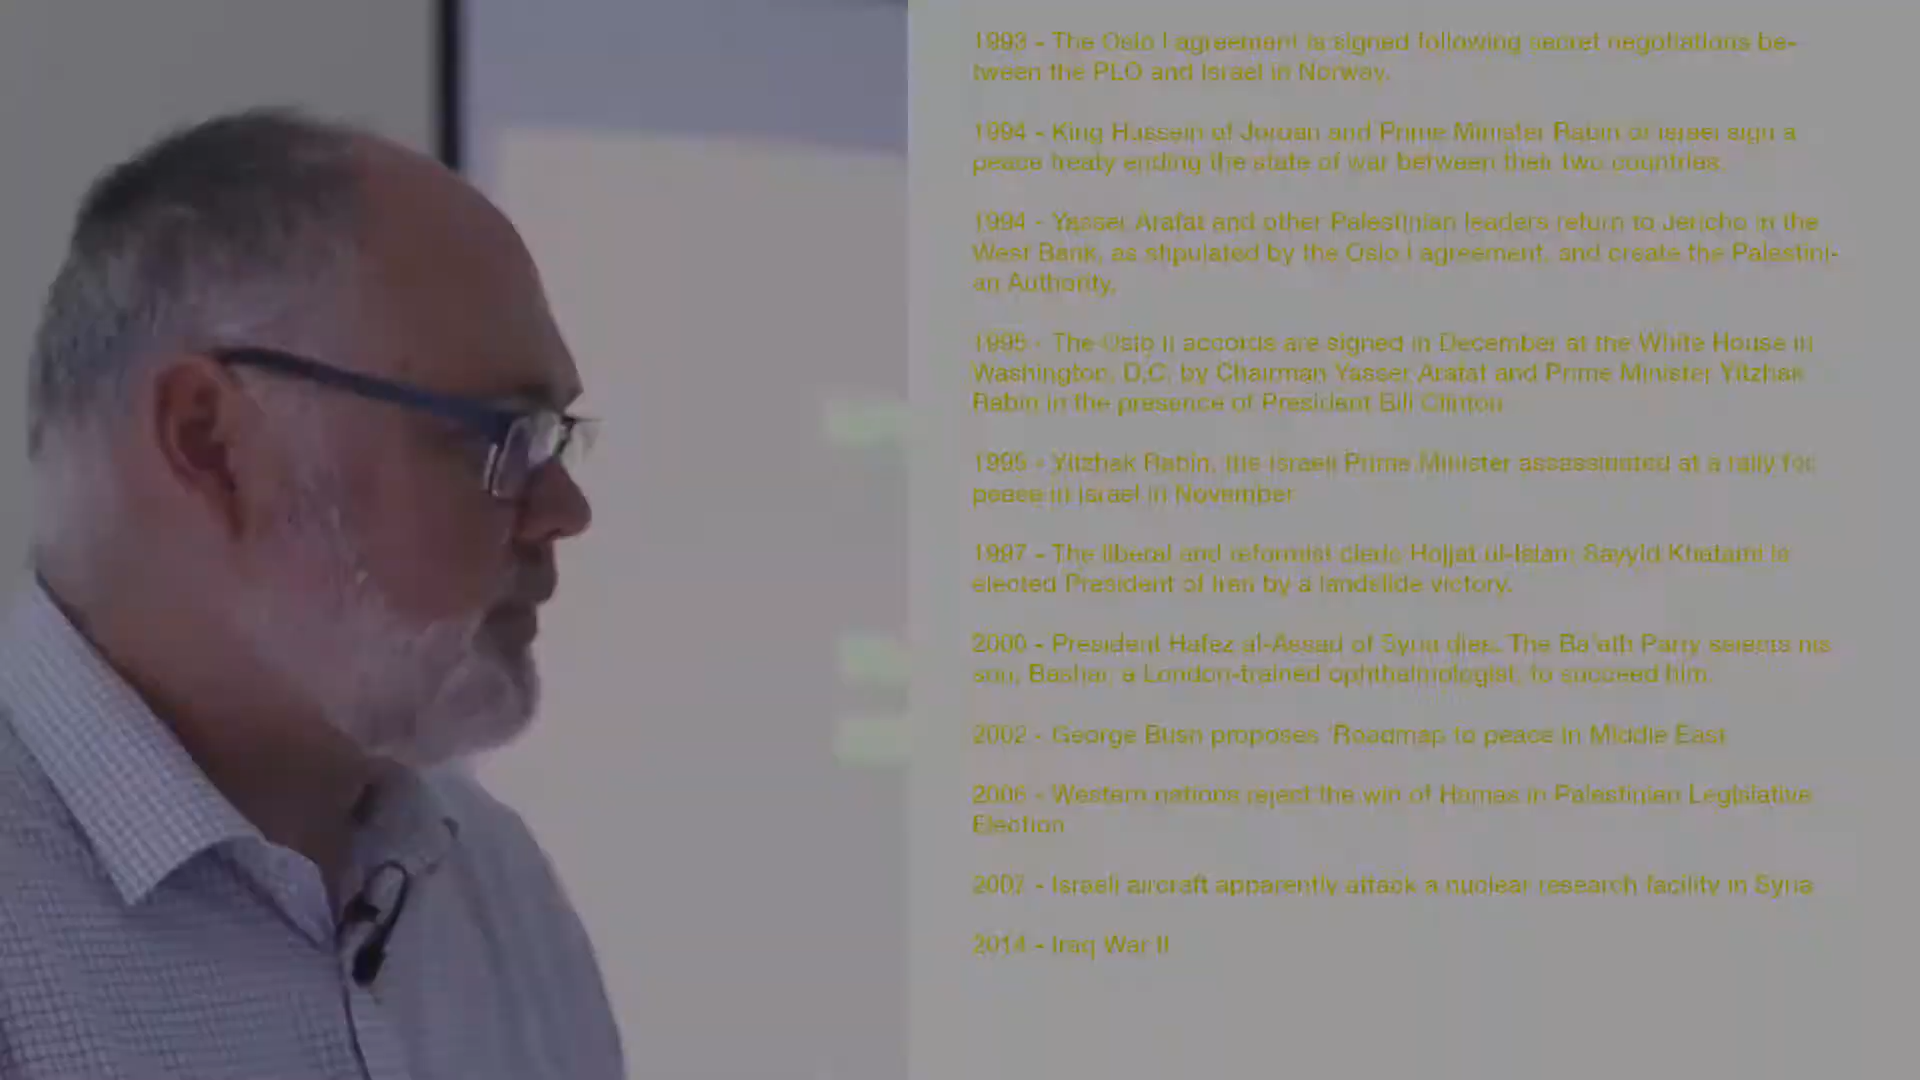 1993 - The Oslo I agreement is signed following secret negotiations be-
tween the PLO and Israel in Norway.
1994 - King Hussein of Jordan and Prime Minister Rabin of Israel sign a
peace treaty ending the state of war between their two countries.
1994 - Yasser Arafat and other Palestinian leaders return to Jericho in the
West Bank, as stipulated by the Oslo I agreement, and create the Palestini-
an Authority.
1995 - The Oslo II accords are signed in December at the White House in
Washington, D.C. by Chairman Yasser Arafat and Prime Minister Yitzhak
Rabin in the presence of President Bill Clinton
1995 - Yitzhak Rabin, the Israeli Prime Minister assassinated at a rally for
peace in Israel in November
1997 - The liberal and reformist cleric Hojjat ul-Islam Sayyid Khatami is
elected President of Iran by a landslide victory.
2000 - President Hafez al-Assad of Syria dies. The Ba'ath Party selects his
son, Bashar, a London-trained ophthalmologist, to succeed him.
2002 - George Bush proposes 'Roadmap to peace in Middle East
2006 - Western nations reject the win of Hamas in Palestinian Legislative
Election
2007 - Israeli aircraft apparently attack a nuclear research facility in Syria
2014 - Iraq War II